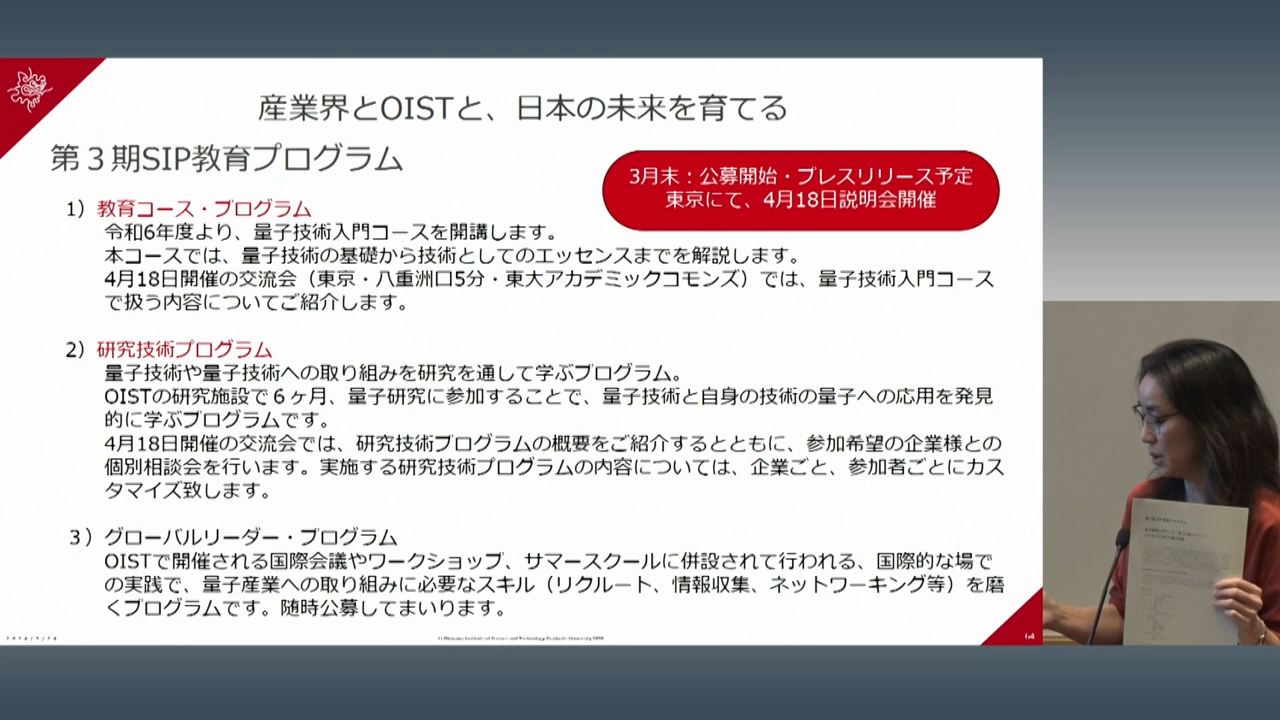 産業界とOISTと、日本の未来を育てる
第３期SIP教育プログラム
3月末：公募開始・プレスリリース予定
東京にて、4月18日説明会開催
1）教育コース・プログラム
令和6年度より、量子技術入門コースを開講します。
本コースでは、量子技術の基礎から技術としてのエッセンスまでを解説します。
4月18日開催の交流会（東京・八重洲口5分・東大アカデミックコモンズ）では、量子技術入門コース
で扱う内容についてご紹介します。
2）研究技術プログラム
量子技術や量子技術への取り組みを研究を通して学ぶプログラム。
OISTの研究施設で６ヶ月、量子研究に参加することで、量子技術と自身の技術の量子への応用を発見
的に学ぶプログラムです。
4月18日開催の交流会では、研究技術プログラムの概要をご紹介するとともに、参加希望の企業様との
個別相談会を行います。実施する研究技術プログラムの内容については、企業ごと、参加者ごとにカス
タマイズ致します。
３）グローバルリーダー・プログラム
OISTで開催される国際会議やワークショップ、サマースクールに併設されて行われる、国際的な場で
の実践で、量子産業への取り組みに必要なスキル（リクルート、情報収集、ネットワーキング等）を磨
くプログラムです。随時公募してまいります。